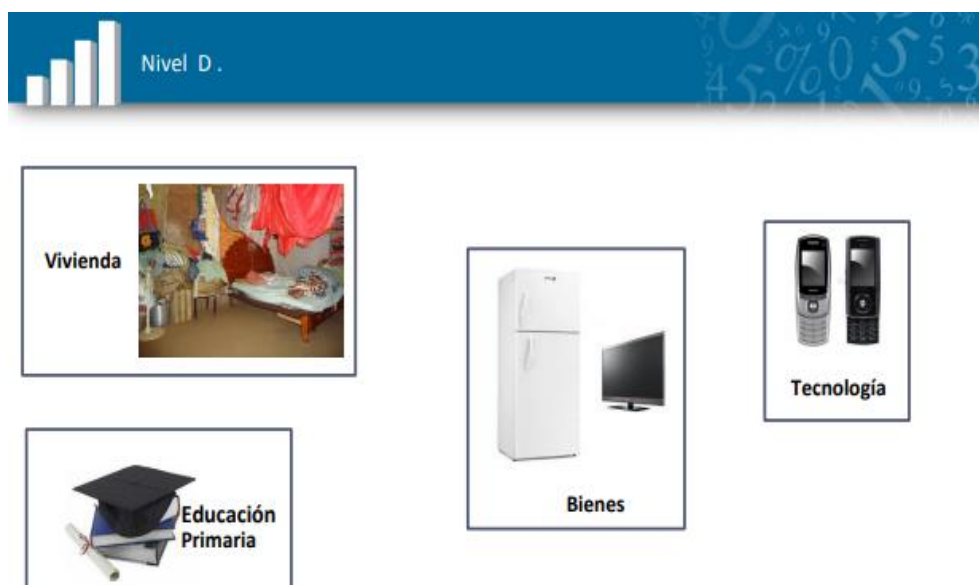 Nivel D .
Vivienda
Tecnología
Bienes
Educación
Primaria